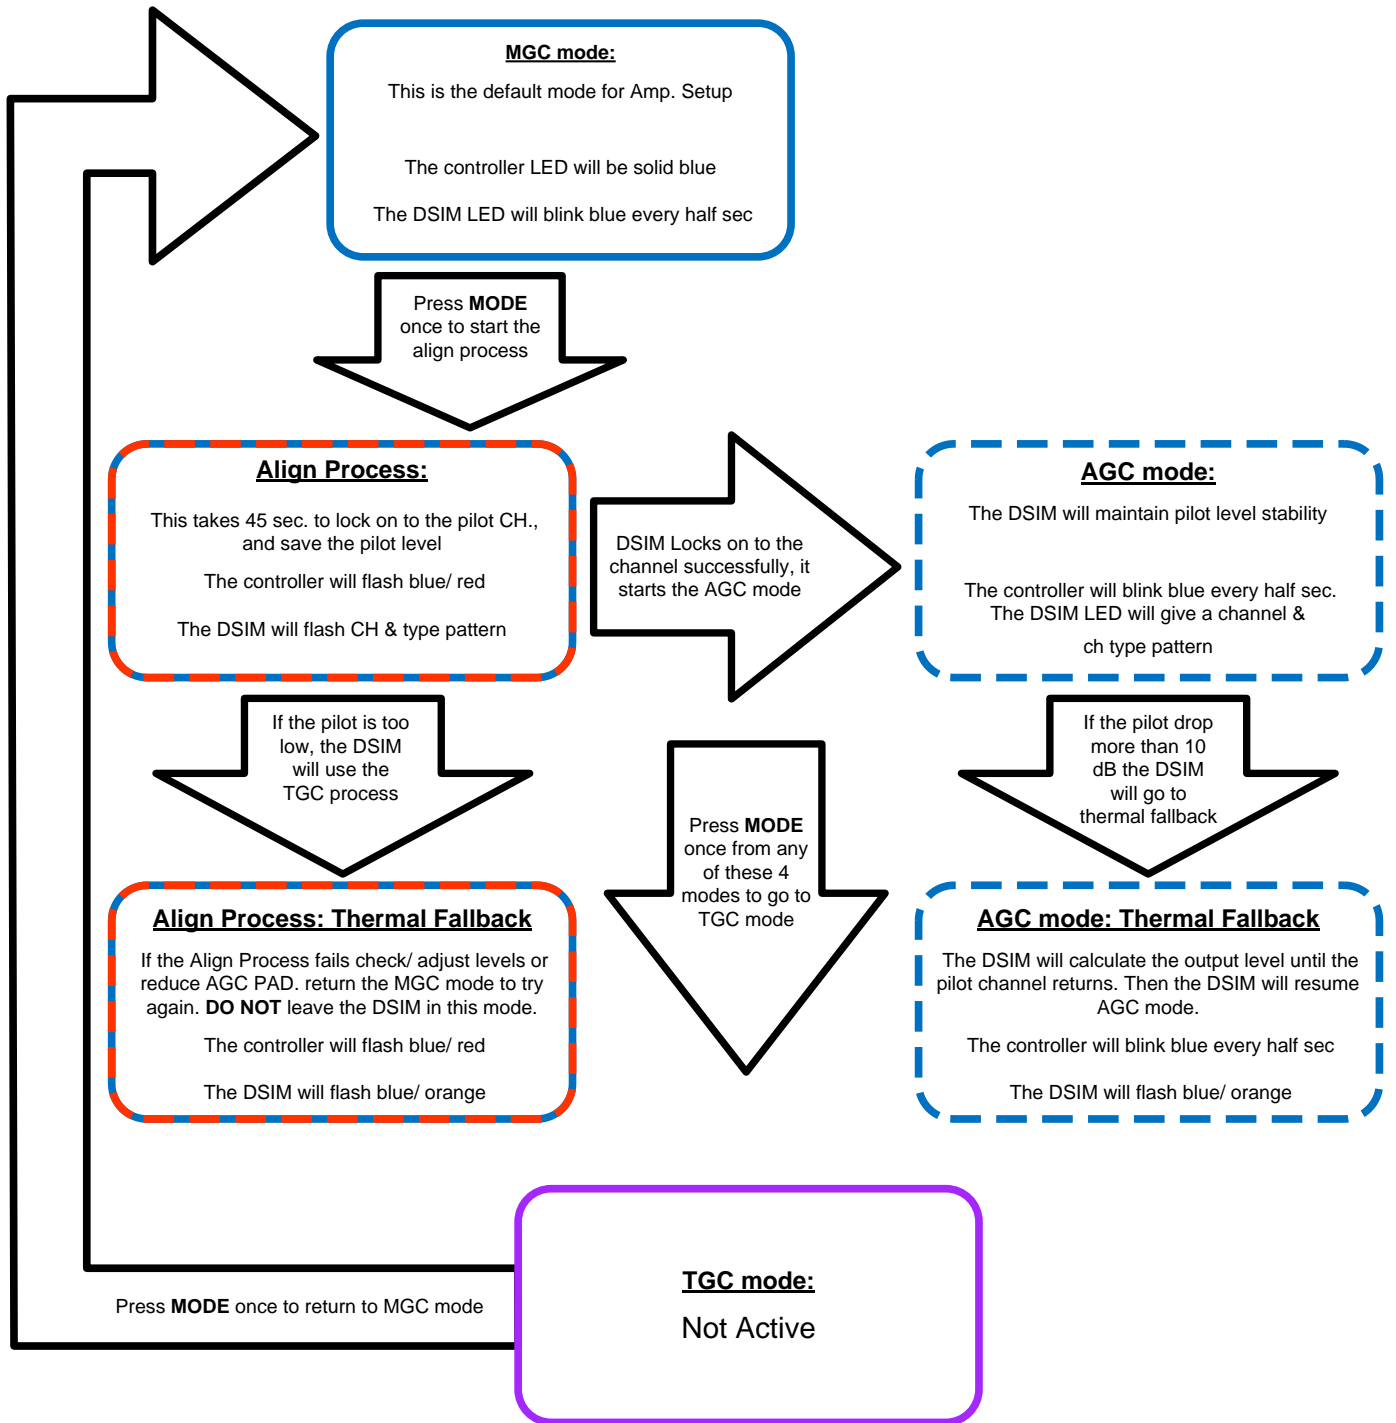 MGC mode:
This is the default mode for Amp. Setup
The controller LED will be solid blue
The DSIM LED will blink blue every half sec
Press MODE
once to start the
align process
Align Process:
This takes 45 sec. to lock on to the pilot CH.,
and save the pilot level
The controller will flash blue/ red
The DSIM will flash CH & type pattern
DSIM Locks on to the
channel successfully, it
starts the AGC mode
AGC mode:
The DSIM will maintain pilot level stability
The controller will blink blue every half sec.
The DSIM LED will give a channel &
ch type pattern
If the pilot is too
low, the DSIM
will use the
TGC process
Press MODE
once from any
of these 4
modes to go to
TGC mode
If the pilot drop
more than 10
dB the DSIM
will go to
thermal fallback
Align Process: Thermal Fallback
If the Align Process fails check/ adjust levels or
reduce AGC PAD. return the MGC mode to try
again. DO NOT leave the DSIM in this mode.
The controller will flash blue/ red
The DSIM will flash blue/ orange
AGC mode: Thermal Fallback
The DSIM will calculate the output level until the
pilot channel returns. Then the DSIM will resume
AGC mode.
The controller will blink blue every half sec
The DSIM will flash blue/ orange
Press MODE once to return to MGC mode
TGC mode:
Not Active